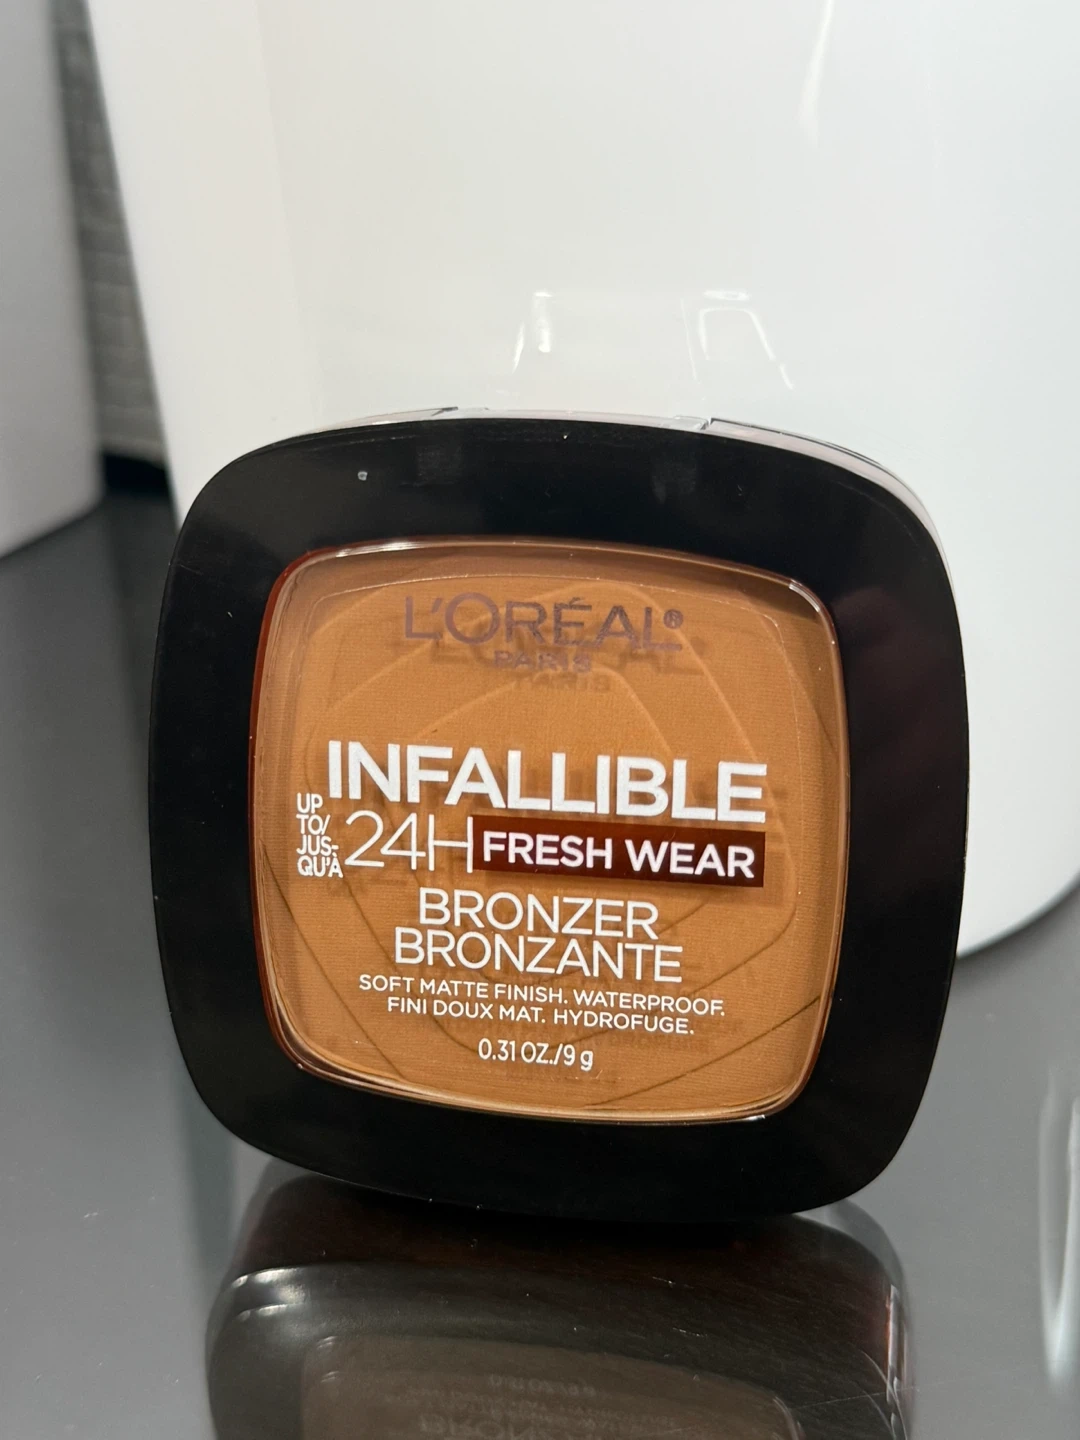 L'ORÉAL®
PARIS
INFALLIBLE
UP
TO/
JUS-
QU'À
24H FRESH WEAR
BRONZER
BRONZANTE
SOFT MATTE FINISH. WATERPROOF.
FINI DOUX MAT. HYDROFUGE.
0.31 OZ./9 g